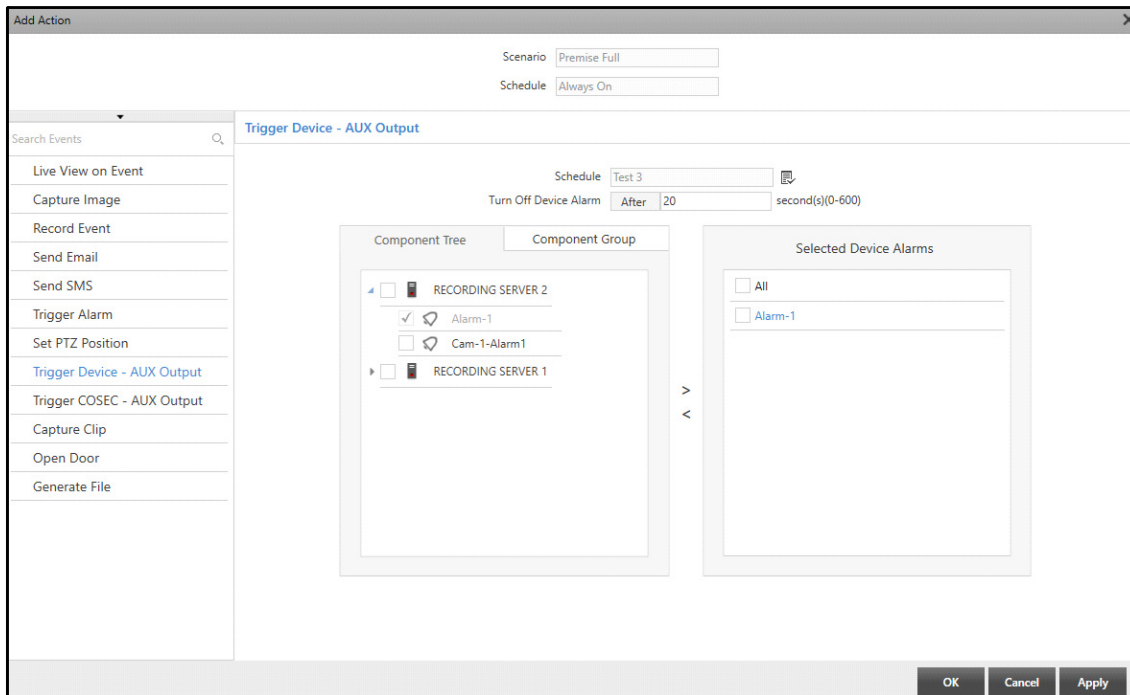 Add Action
Scenario Premise Full
Schedule Always On
Search Events
Live View on Event
Capture Image
Record Event
Send Email
Send SMS
Trigger Alarm
Set PTZ Position
Trigger Device - AUX Output
Trigger COSEC - AUX Output
Capture Clip
Open Door
Generate File
Trigger Device - AUX Output
Schedule Test 3
Turn Off Device Alarm After 20 second(s)(0-600)
Component Tree Component Group
RECORDING SERVER 2
Alarm-1
Cam-1-Alarm1
RECORDING SERVER 1
>
<
Selected Device Alarms
All
Alarm-1
OK Cancel Apply